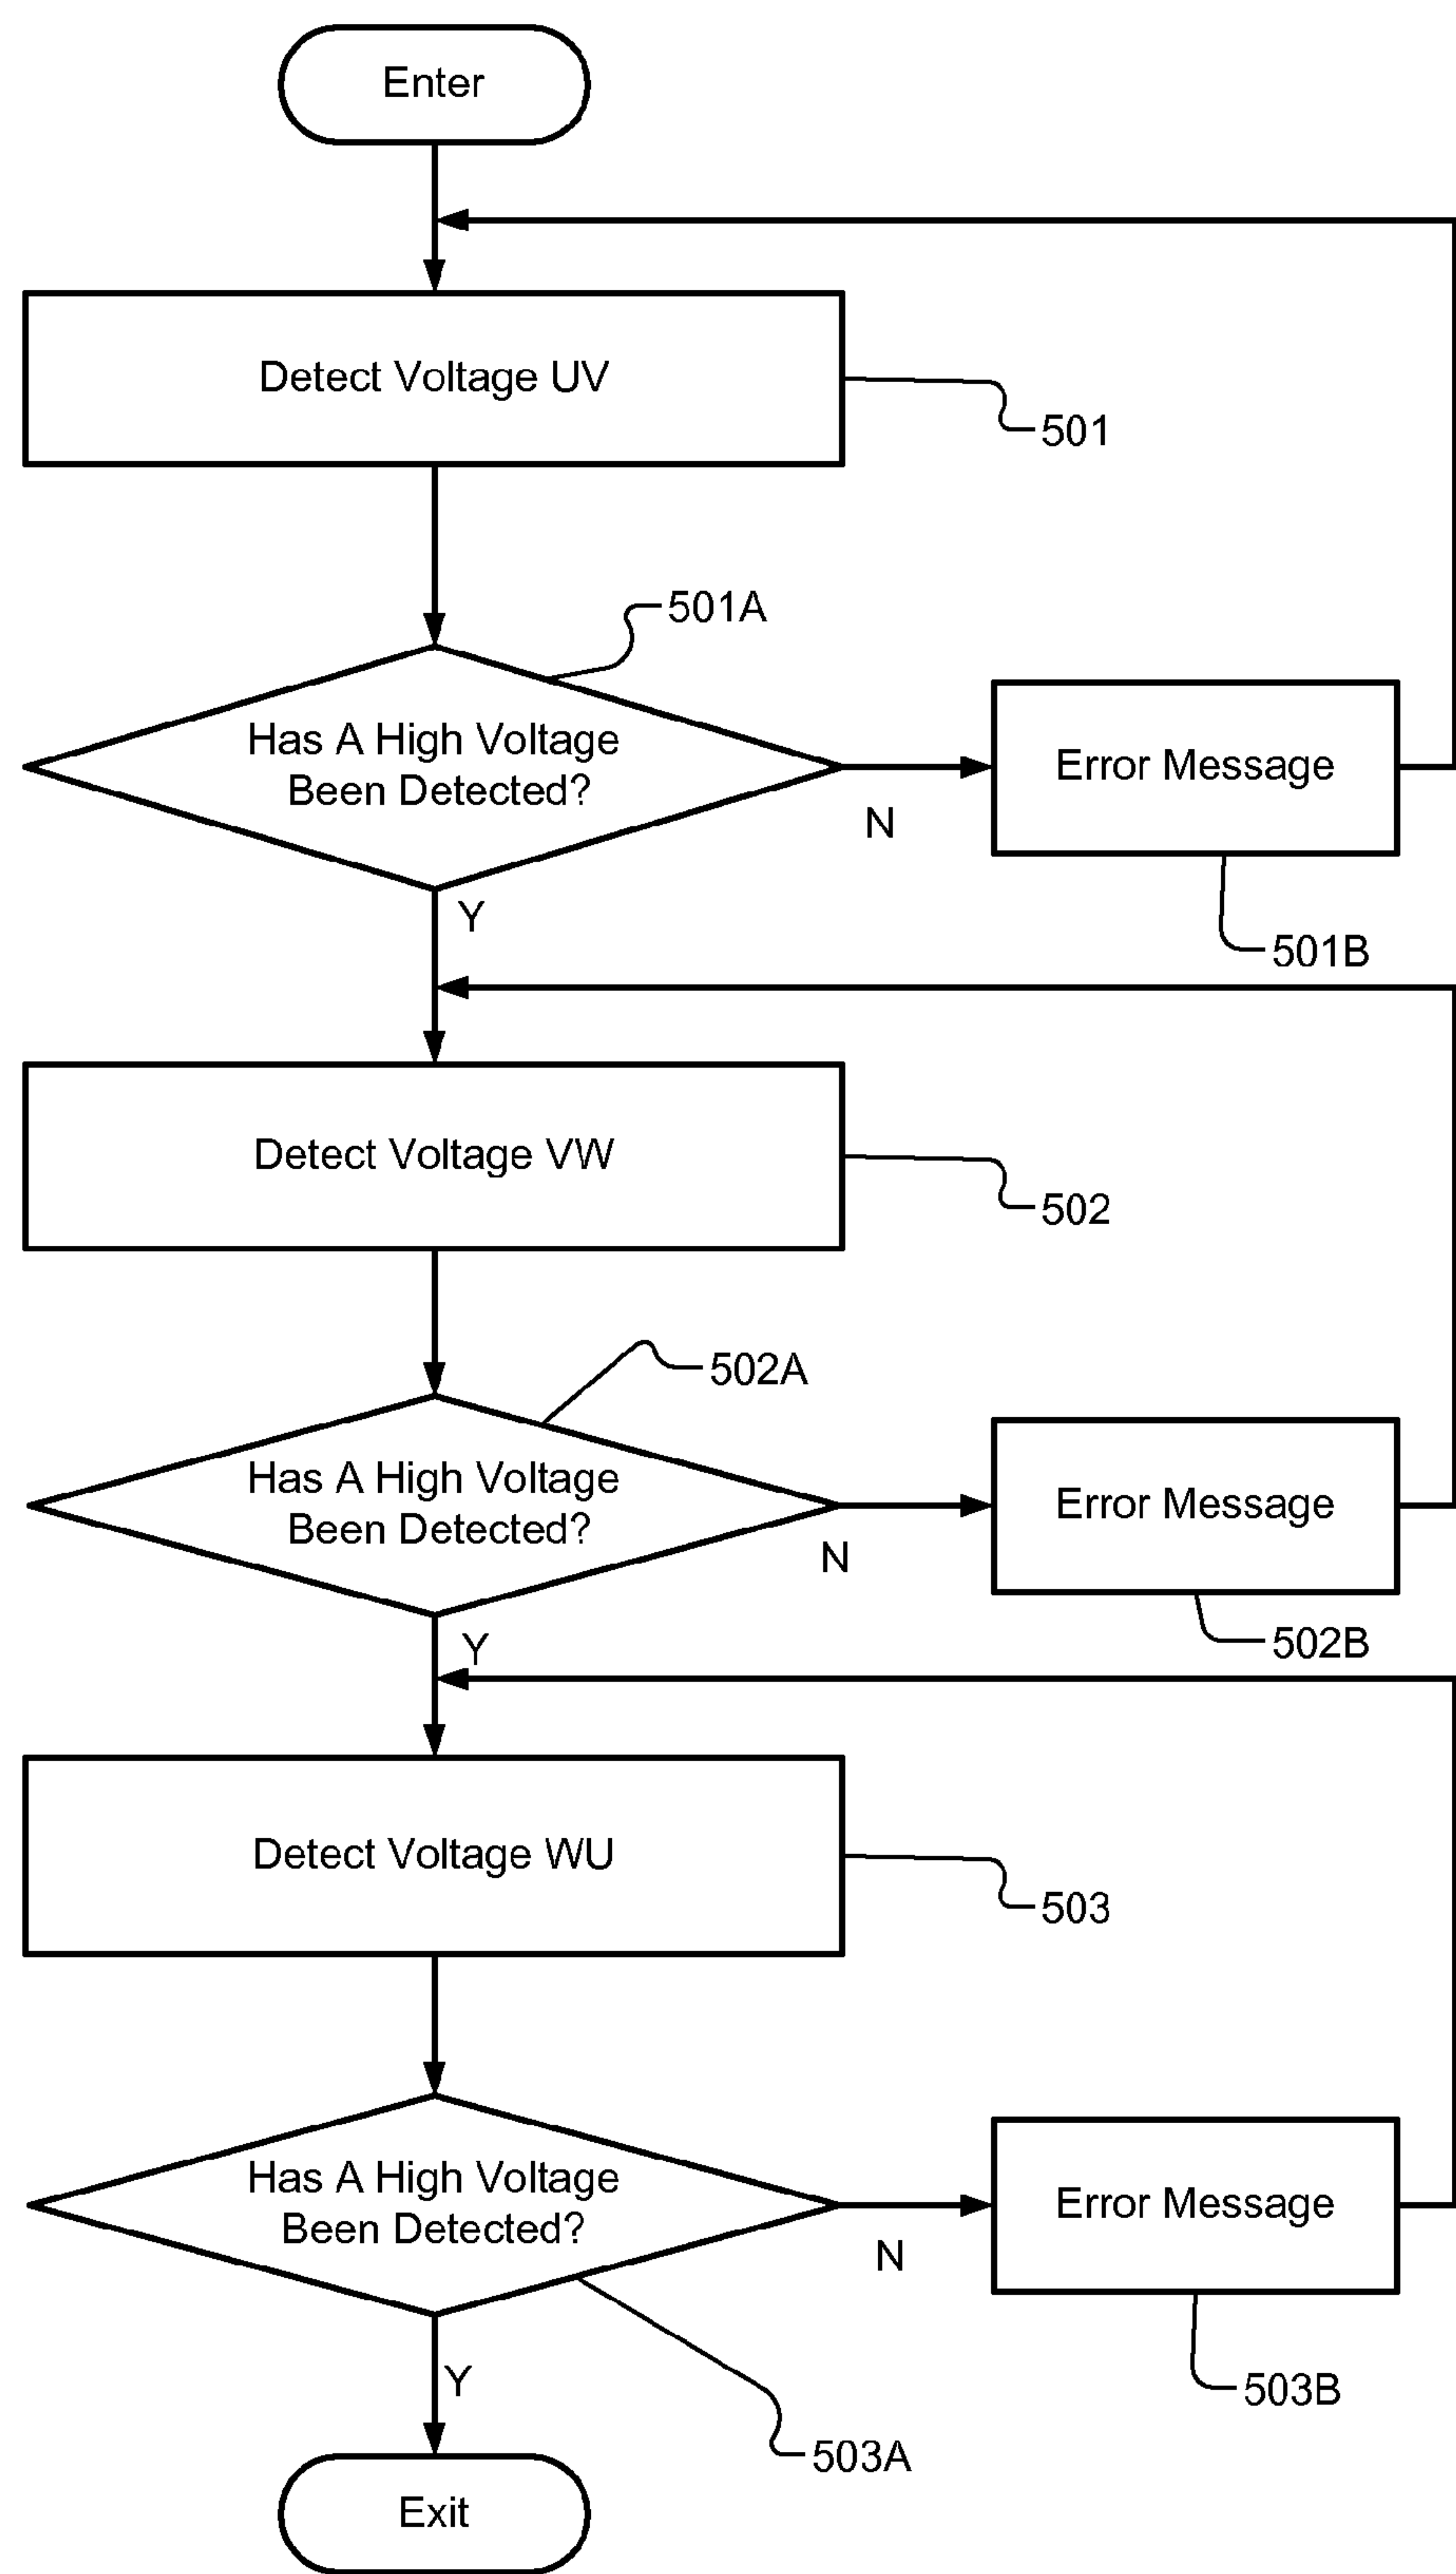 Enter
Detect Voltage UV
501
501A
Has A High Voltage
Been Detected?
N
Error Message
501B
Y
Detect Voltage VW
502
502A
Has A High Voltage
Been Detected?
N
Error Message
502B
Y
Detect Voltage WU
503
Has A High Voltage
Been Detected?
N
Error Message
503B
Y
503A
Exit